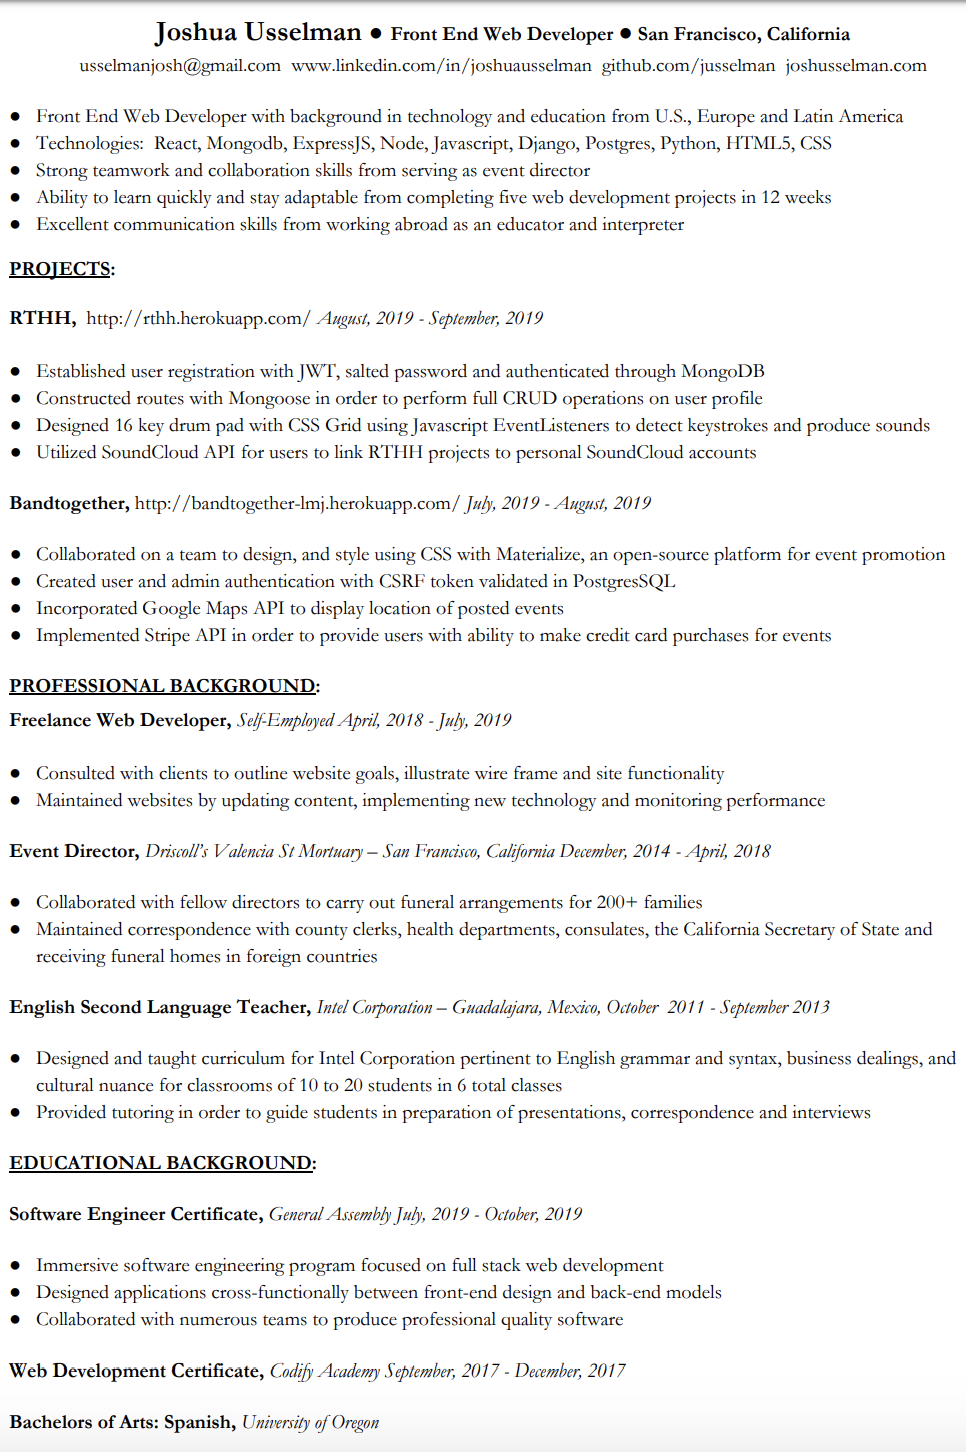 Joshua Usselman ● Front End Web Developer ● San Francisco, California
usselmanjosh@gmail.com www.linkedin.com/in/joshuausselman github.com/jusselman joshusselman.com
● Front End Web Developer with background in technology and education from U.S., Europe and Latin America
● Technologies: React, Mongodb, ExpressJS, Node, Javascript, Django, Postgres, Python, HTML5, CSS
● Strong teamwork and collaboration skills from serving as event director
● Ability to learn quickly and stay adaptable from completing five web development projects in 12 weeks
● Excellent communication skills from working abroad as an educator and interpreter
PROJECTS:
RTHH, http://rthh.herokuapp.com/ August, 2019 - September, 2019
● Established user registration with JWT, salted password and authenticated through MongoDB
● Constructed routes with Mongoose in order to perform full CRUD operations on user profile
● Designed 16 key drum pad with CSS Grid using Javascript EventListeners to detect keystrokes and produce sounds
● Utilized SoundCloud API for users to link RTHH projects to personal SoundCloud accounts
Bandtogether, http://bandtogether-lmj.herokuapp.com/ July, 2019 - August, 2019
● Collaborated on a team to design, and style using CSS with Materialize, an open-source platform for event promotion
● Created user and admin authentication with CSRF token validated in PostgresSQL
● Incorporated Google Maps API to display location of posted events
● Implemented Stripe API in order to provide users with ability to make credit card purchases for events
PROFESSIONAL BACKGROUND:
Freelance Web Developer, Self-Employed April, 2018 - July, 2019
● Consulted with clients to outline website goals, illustrate wire frame and site functionality
● Maintained websites by updating content, implementing new technology and monitoring performance
Event Director, Driscoll's Valencia St Mortuary – San Francisco, California December, 2014 - April, 2018
● Collaborated with fellow directors to carry out funeral arrangements for 200+ families
● Maintained correspondence with county clerks, health departments, consulates, the California Secretary of State and
receiving funeral homes in foreign countries
English Second Language Teacher, Intel Corporation – Guadalajara, Mexico, October 2011 - September 2013
● Designed and taught curriculum for Intel Corporation pertinent to English grammar and syntax, business dealings, and
cultural nuance for classrooms of 10 to 20 students in 6 total classes
● Provided tutoring in order to guide students in preparation of presentations, correspondence and interviews
EDUCATIONAL BACKGROUND:
Software Engineer Certificate, General Assembly July, 2019 - October, 2019
● Immersive software engineering program focused on full stack web development
● Designed applications cross-functionally between front-end design and back-end models
● Collaborated with numerous teams to produce professional quality software
Web Development Certificate, Codify Academy September, 2017 - December, 2017
Bachelors of Arts: Spanish, University of Oregon